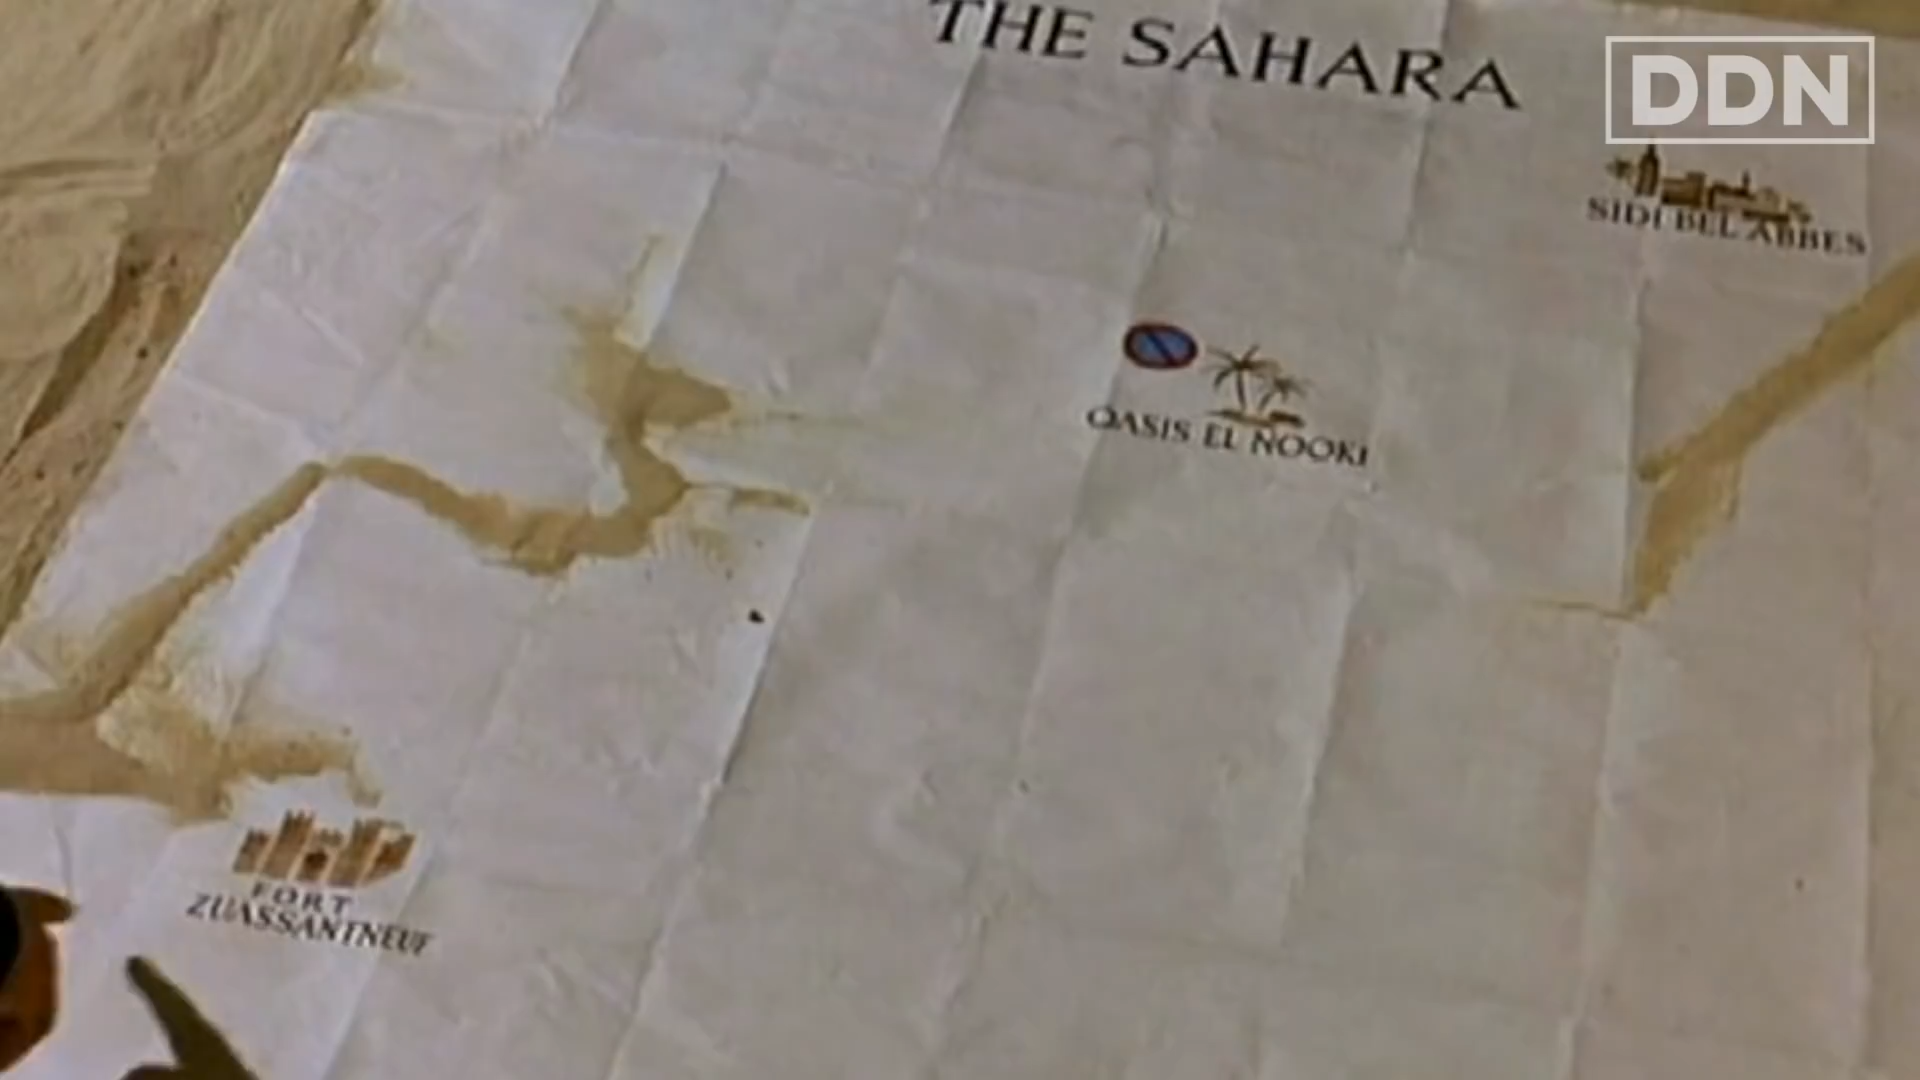 THE SAHARA
DDN
SIDI BEL ABBES
OASIS EL NOOKI
FORT
ZUASSANTNEUF